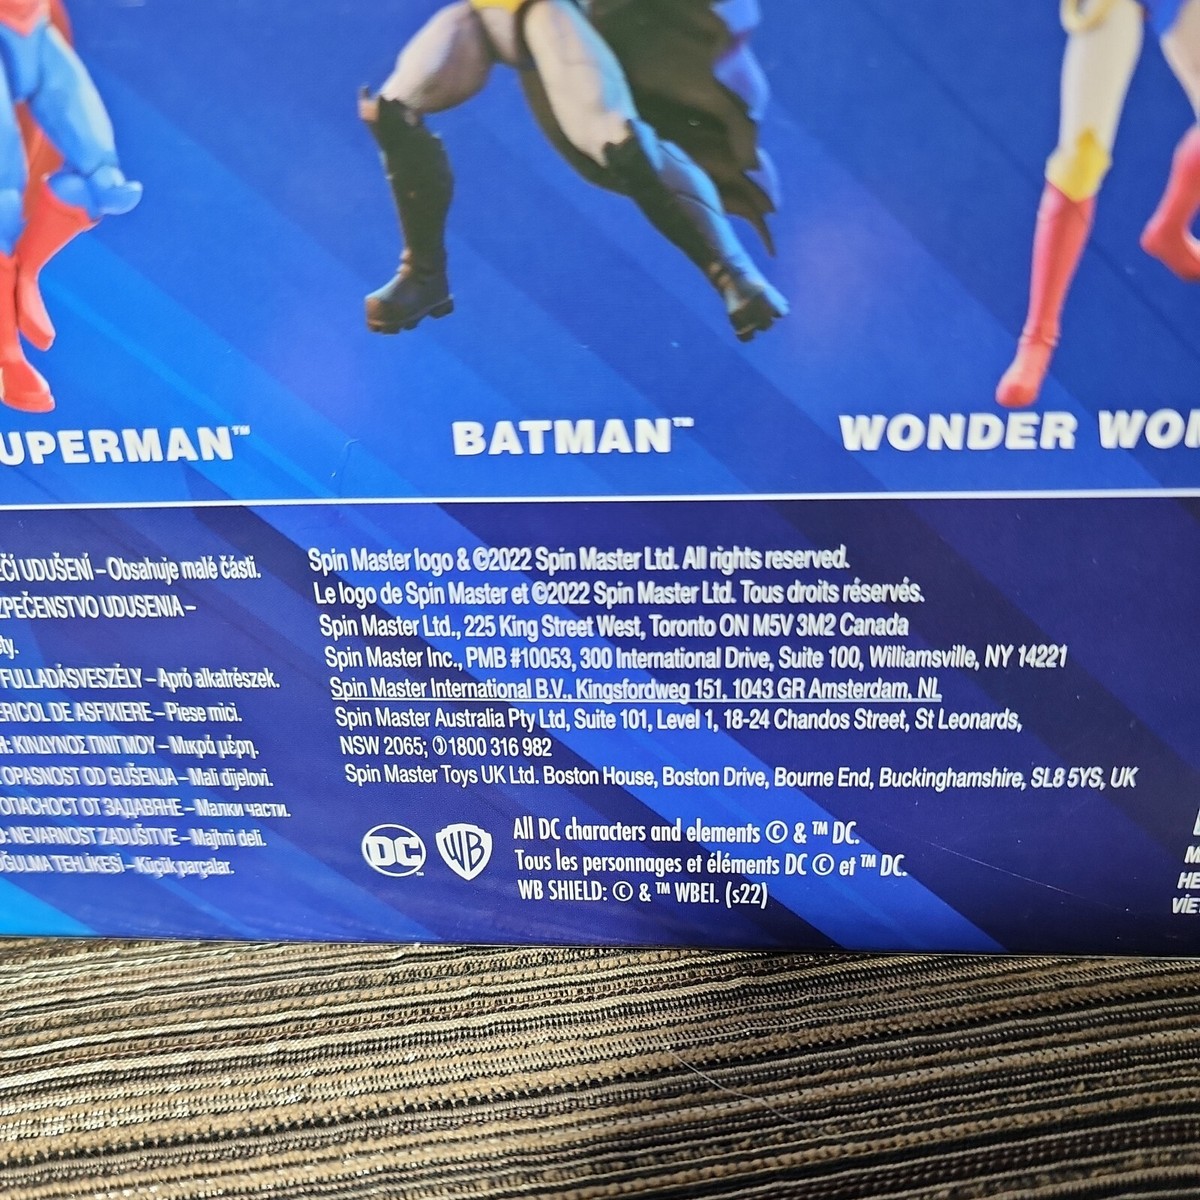 UPERMAN™
BATMAN™
WONDER WO
ČÍ UDUŠENÍ – Obsahuje malé části.
ZPEČENSTVO UDUSENIA –
ty.
FULLADÁSVESZÉLY – Apró alkatrészek.
ERICOL DE ASFIXIERE – Piese mici.
Η: ΚΙΝΔΥΝΟΣ ΠΝΙΓΜΟΥ – Μικρά μέρη.
OPASNOST OD GUŠENJA – Mali dijelovi.
ОПАСНОСТ ОТ ЗАДАВЯНЕ – Малки части.
O: NEVARNOST ZADUŠITVE – Majhni deli.
OĞULMA TEHLİKESİ – Küçük parçalar.
Spin Master logo & ©2022 Spin Master Ltd. All rights reserved.
Le logo de Spin Master et ©2022 Spin Master Ltd. Tous droits réservés.
Spin Master Ltd., 225 King Street West, Toronto ON M5V 3M2 Canada
Spin Master Inc., PMB #10053, 300 International Drive, Suite 100, Williamsville, NY 14221
Spin Master International B.V., Kingsfordweg 151, 1043 GR Amsterdam, NL
Spin Master Australia Pty Ltd, Suite 101, Level 1, 18-24 Chandos Street, St Leonards,
NSW 2065; ✆1800 316 982
Spin Master Toys UK Ltd. Boston House, Boston Drive, Bourne End, Buckinghamshire, SL8 5YS, UK
DC™ WB
All DC characters and elements © & ™ DC.
Tous les personnages et éléments DC © et ™ DC.
WB SHIELD: © & ™ WBEI. (s22)
M
HE
VIE